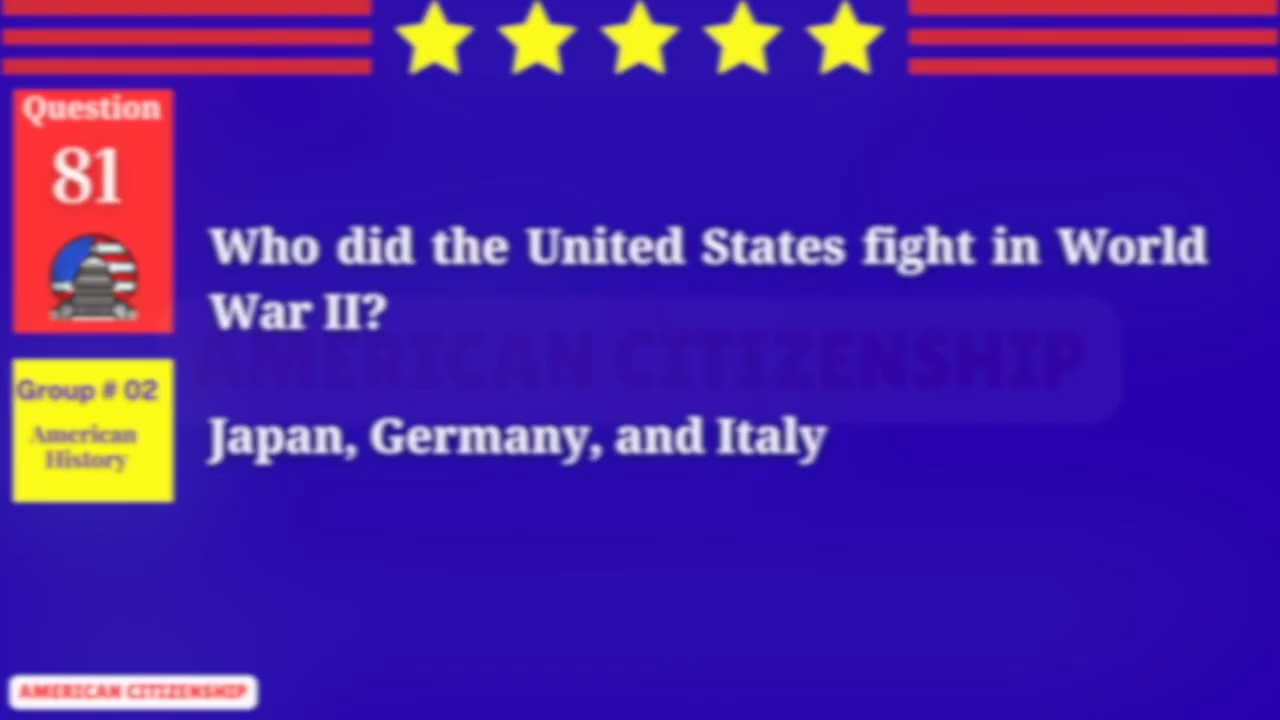 Question
81
Who did the United States fight in World
War II?
AMERICAN CITIZENSHIP
Group # 02
American
History
Japan, Germany, and Italy
AMERICAN CITIZENSHIP